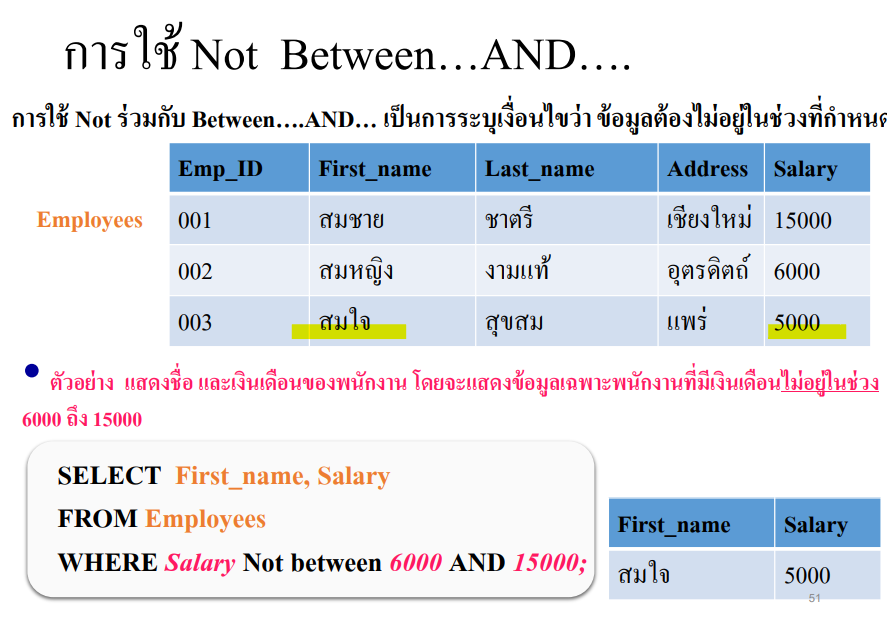 การใช้ Not Between…AND….
การใช้ Not ร่วมกับ Between….AND… เป็นการระบุเงื่อนไขว่า ข้อมูลต้องไม่อยู่ในช่วงที่กำหนด
Emp_ID First_name Last_name Address Salary
Employees 001 สมชาย ชาตรี เชียงใหม่ 15000
002 สมหญิง งามแท้ อุตรดิตถ์ 6000
003 สมใจ สุขสม แพร่ 5000
ตัวอย่าง แสดงชื่อ และเงินเดือนของพนักงาน โดยจะแสดงข้อมูลเฉพาะพนักงานที่มีเงินเดือนไม่อยู่ในช่วง
6000 ถึง 15000
SELECT First_name, Salary
FROM Employees
WHERE Salary Not between 6000 AND 15000;
First_name Salary
สมใจ 5000
51